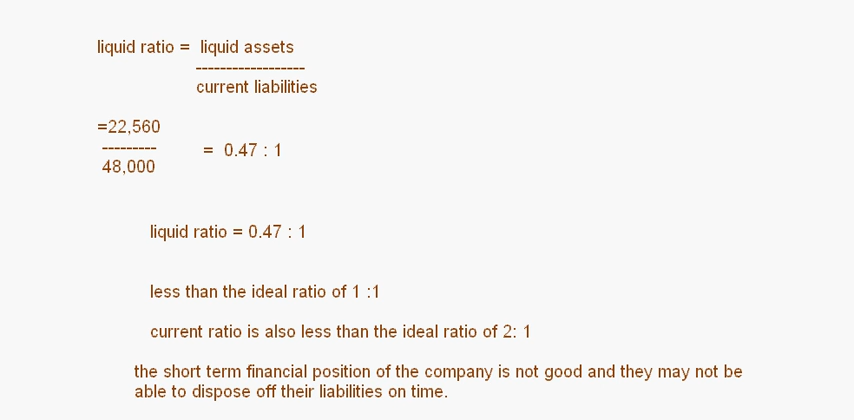 liquid ratio = liquid assets
------------------
current liabilities
=22,560
---------
= 0.47 : 1
48,000
liquid ratio = 0.47 : 1
less than the ideal ratio of 1 :1
current ratio is also less than the ideal ratio of 2: 1
the short term financial position of the company is not good and they may not be
able to dispose off their liabilities on time.